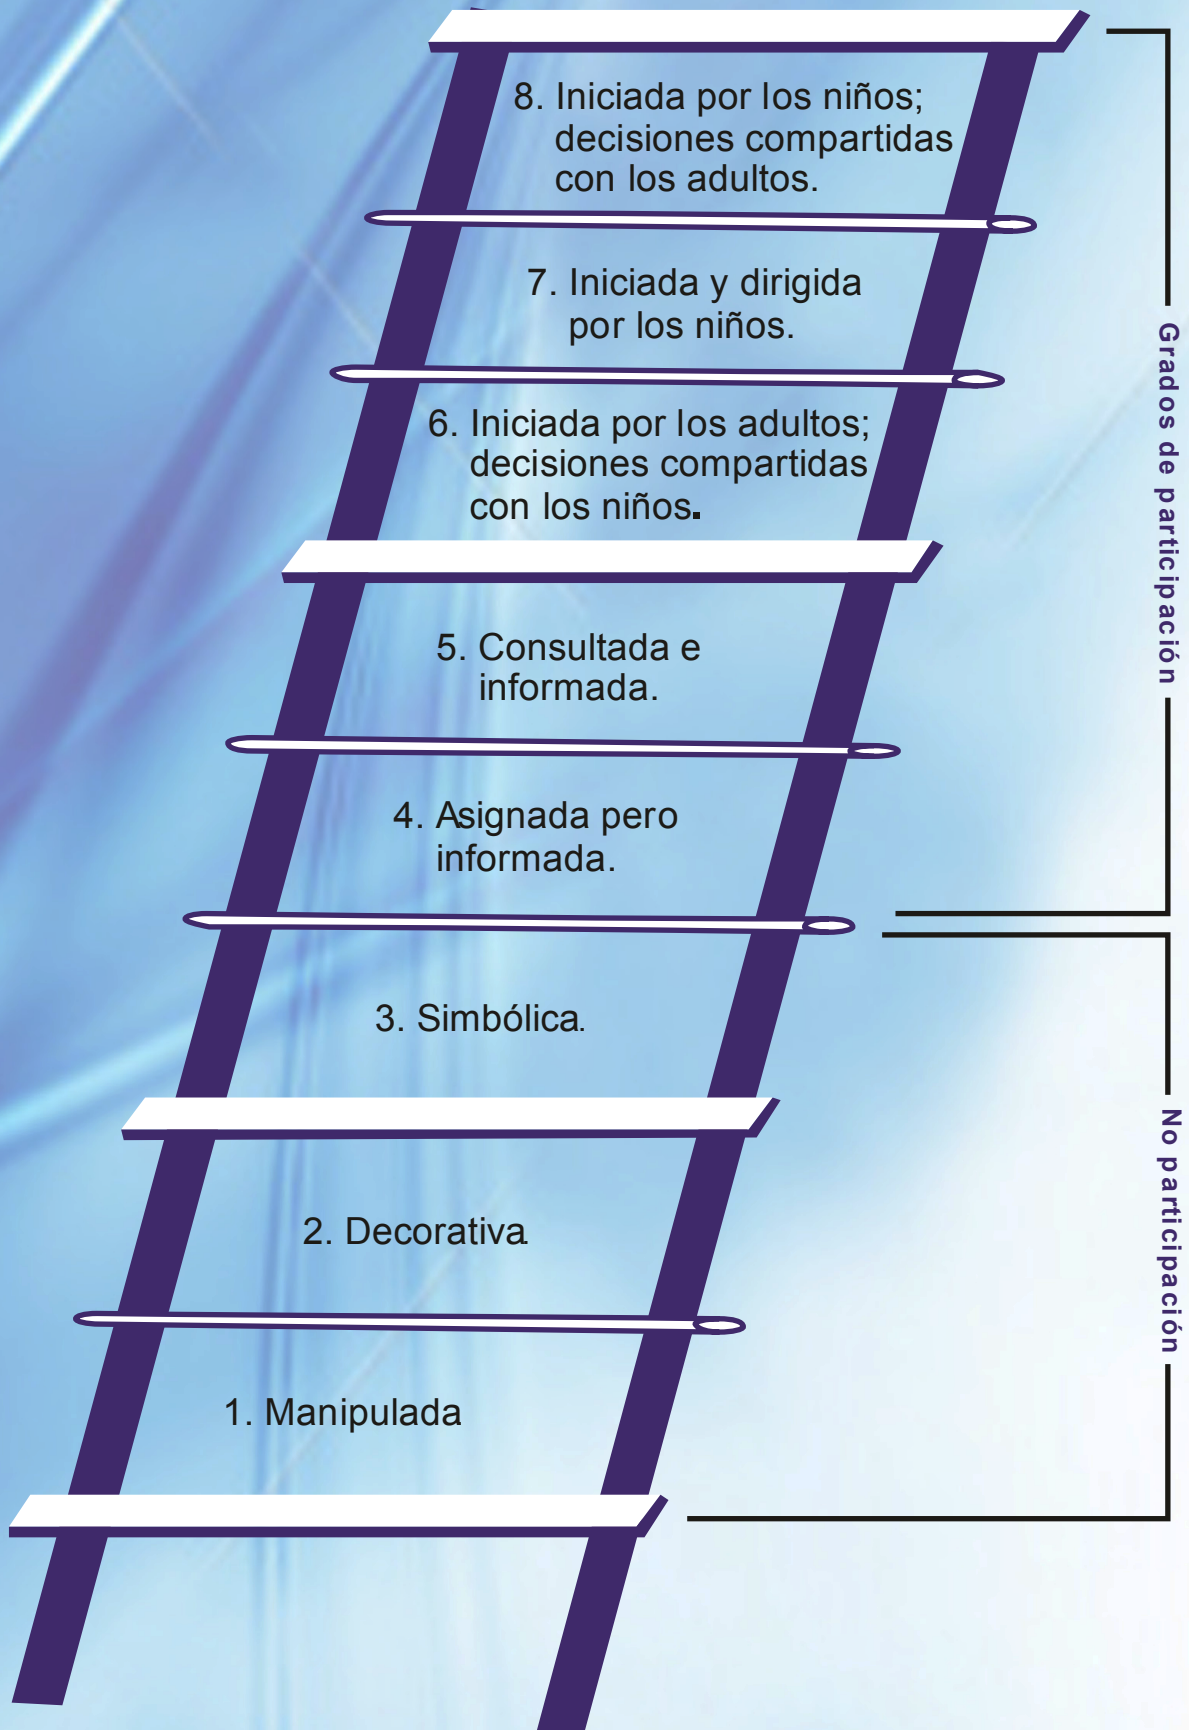 8. Iniciada por los niños;
decisiones compartidas
con los adultos.
7. Iniciada y dirigida
por los niños.
6. Iniciada por los adultos;
decisiones compartidas
con los niños.
5. Consultada e
informada.
4. Asignada pero
informada.
3. Simbólica.
2. Decorativa
1. Manipulada
Grados de participación
No participación